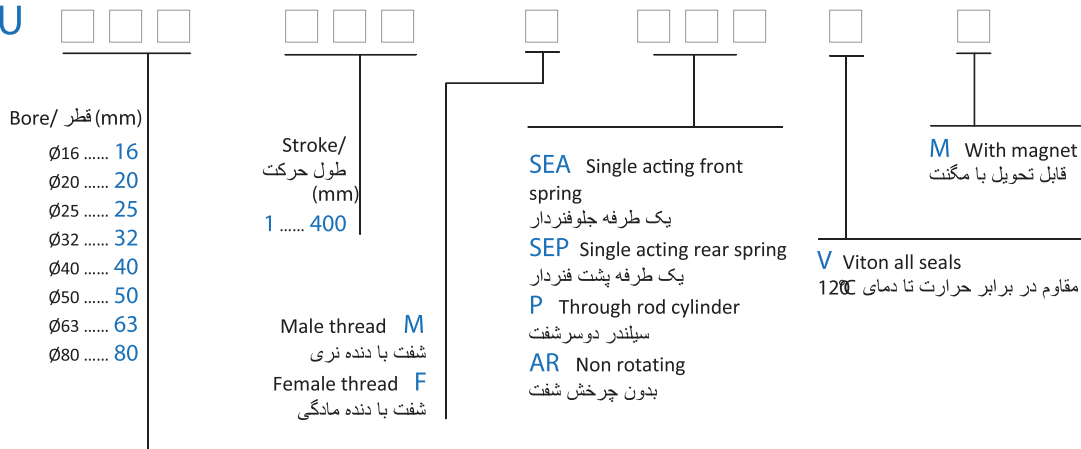 U
Bore/ قطر (mm)
Ø16 ...... 16
Ø20 ...... 20
Ø25 ...... 25
Ø32 ...... 32
Ø40 ...... 40
Ø50 ...... 50
Ø63 ...... 63
Ø80 ...... 80
Stroke/
طول حرکت
(mm)
1 ...... 400
Male thread M
شفت با دنده نری
Female thread F
شفت با دنده مادگی
SEA Single acting front
spring
یک طرفه جلوفنردار
SEP Single acting rear spring
یک طرفه پشت فنردار
P Through rod cylinder
سیلندر دوسرشفت
AR Non rotating
بدون چرخش شفت
V Viton all seals
مقاوم در برابر حرارت تا دمای 120°C
M With magnet
قابل تحویل با مگنت